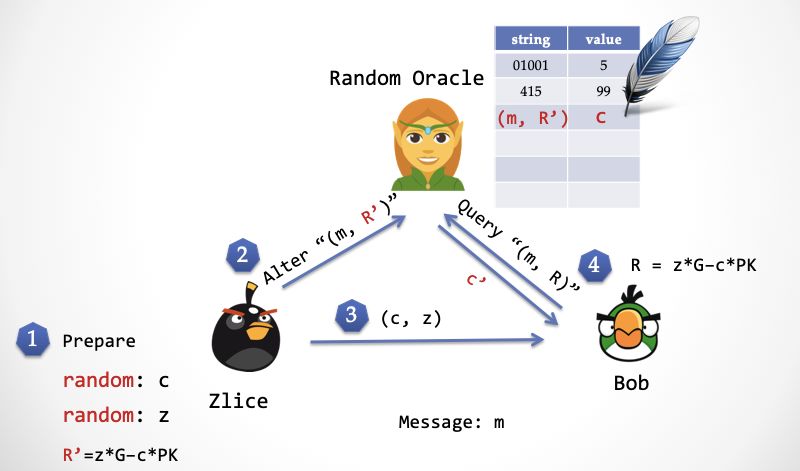 string value
01001 5
415 99
(m, R’) C
Random Oracle
2 Alter “(m, R’)”
Query “(m, R)”
c’
4 R = z*G–c*PK
3 (c, z)
1 Prepare
random: c
random: z
R’=z*G–c*PK
Zlice
Bob
Message: m